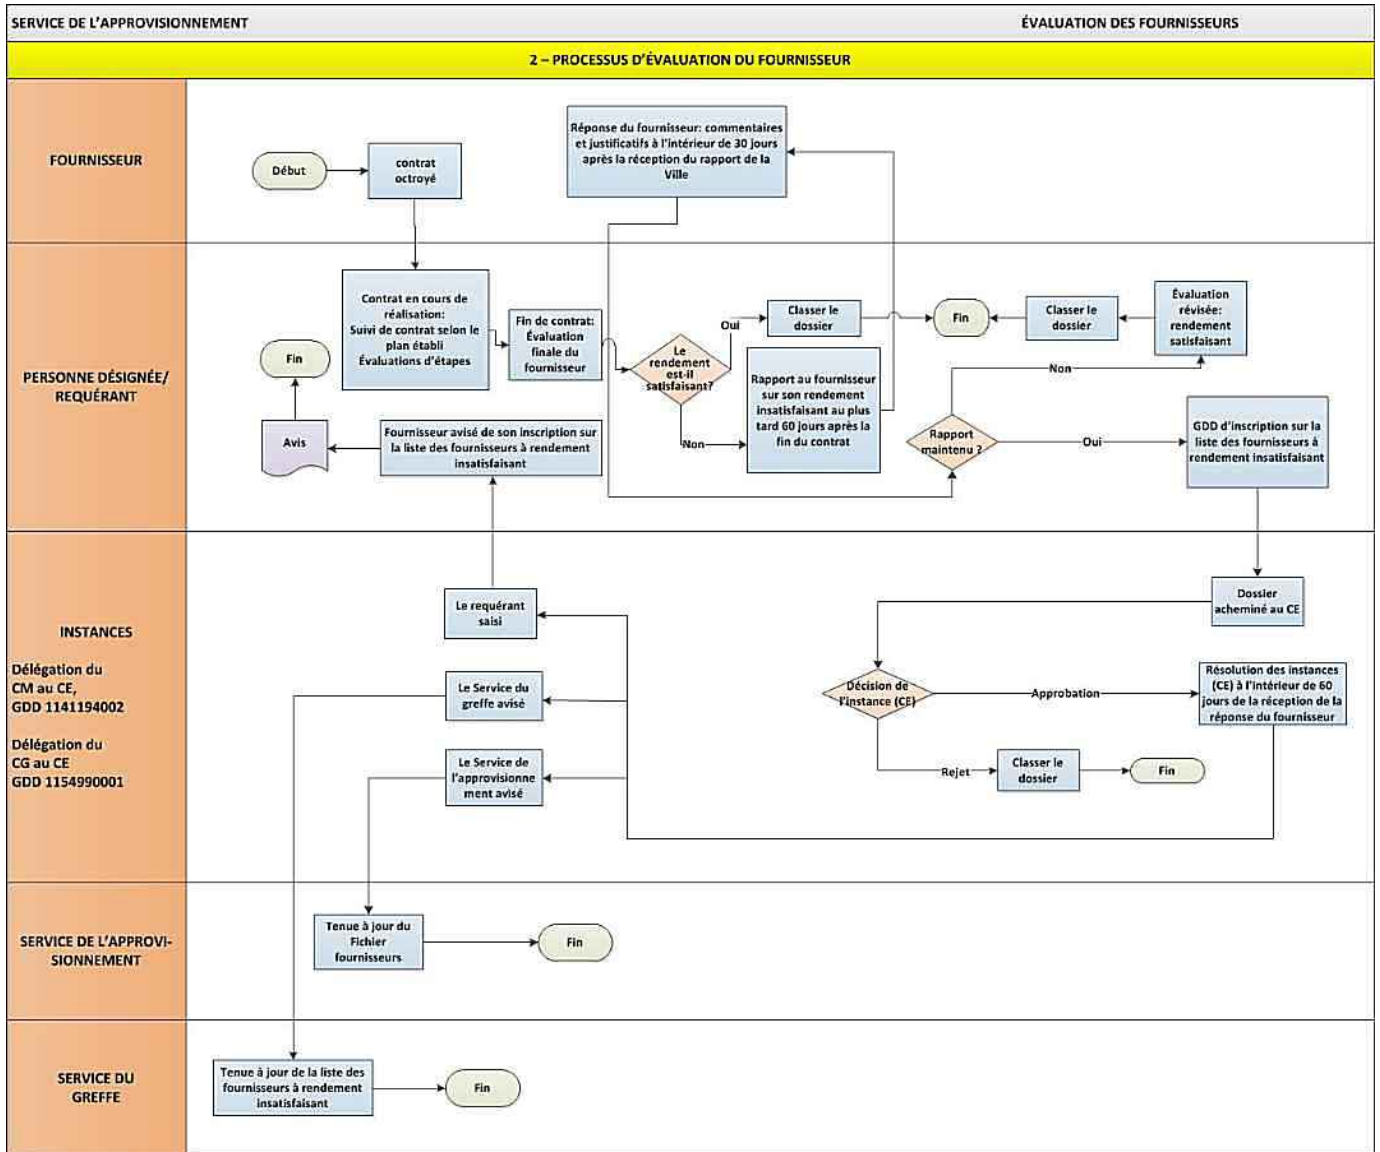 SERVICE DE L'APPROVISIONNEMENT
ÉVALUATION DES FOURNISSEURS
2 – PROCESSUS D'ÉVALUATION DU FOURNISSEUR
FOURNISSEUR
Début
contrat
octroyé
Réponse du fournisseur: commentaires
et justificatifs à l'intérieur de 30 jours
après la réception du rapport de la
Ville
PERSONNE DÉSIGNÉE/
REQUÉRANT
Contrat en cours de
réalisation:
Suivi de contrat selon le
plan établi
Évaluations d'étapes
Fin de contrat:
Évaluation
finale du
fournisseur
Le
rendement
est-il
satisfaisant?
Oui
Classer le
dossier
Fin
Classer le
dossier
Évaluation
révisée:
rendement
satisfaisant
Non
Rapport au fournisseur
sur son rendement
insatisfaisant au plus
tard 60 jours après la
fin du contrat
Rapport
maintenu ?
Non
Oui
GDD d'inscription sur la
liste des fournisseurs à
rendement insatisfaisant
Fin
Avis
Fournisseur avisé de son inscription sur
la liste des fournisseurs à rendement
insatisfaisant
INSTANCES
Délégation du
CM au CE,
GDD 1141194002
Délégation du
CG au CE
GDD 1154990001
Le requérant
saisi
Le Service du
greffe avisé
Le Service de
l'approvisionne
ment avisé
Dossier
acheminé au CE
Décision de
l'instance (CE)
Approbation
Résolution des instances
(CE) à l'intérieur de 60
jours de la réception de la
réponse du fournisseur
Rejet
Classer le
dossier
Fin
SERVICE DE L'APPROVI-
SIONNEMENT
Tenue à jour du
Fichier
fournisseurs
Fin
SERVICE DU
GREFFE
Tenue à jour de la liste des
fournisseurs à rendement
insatisfaisant
Fin